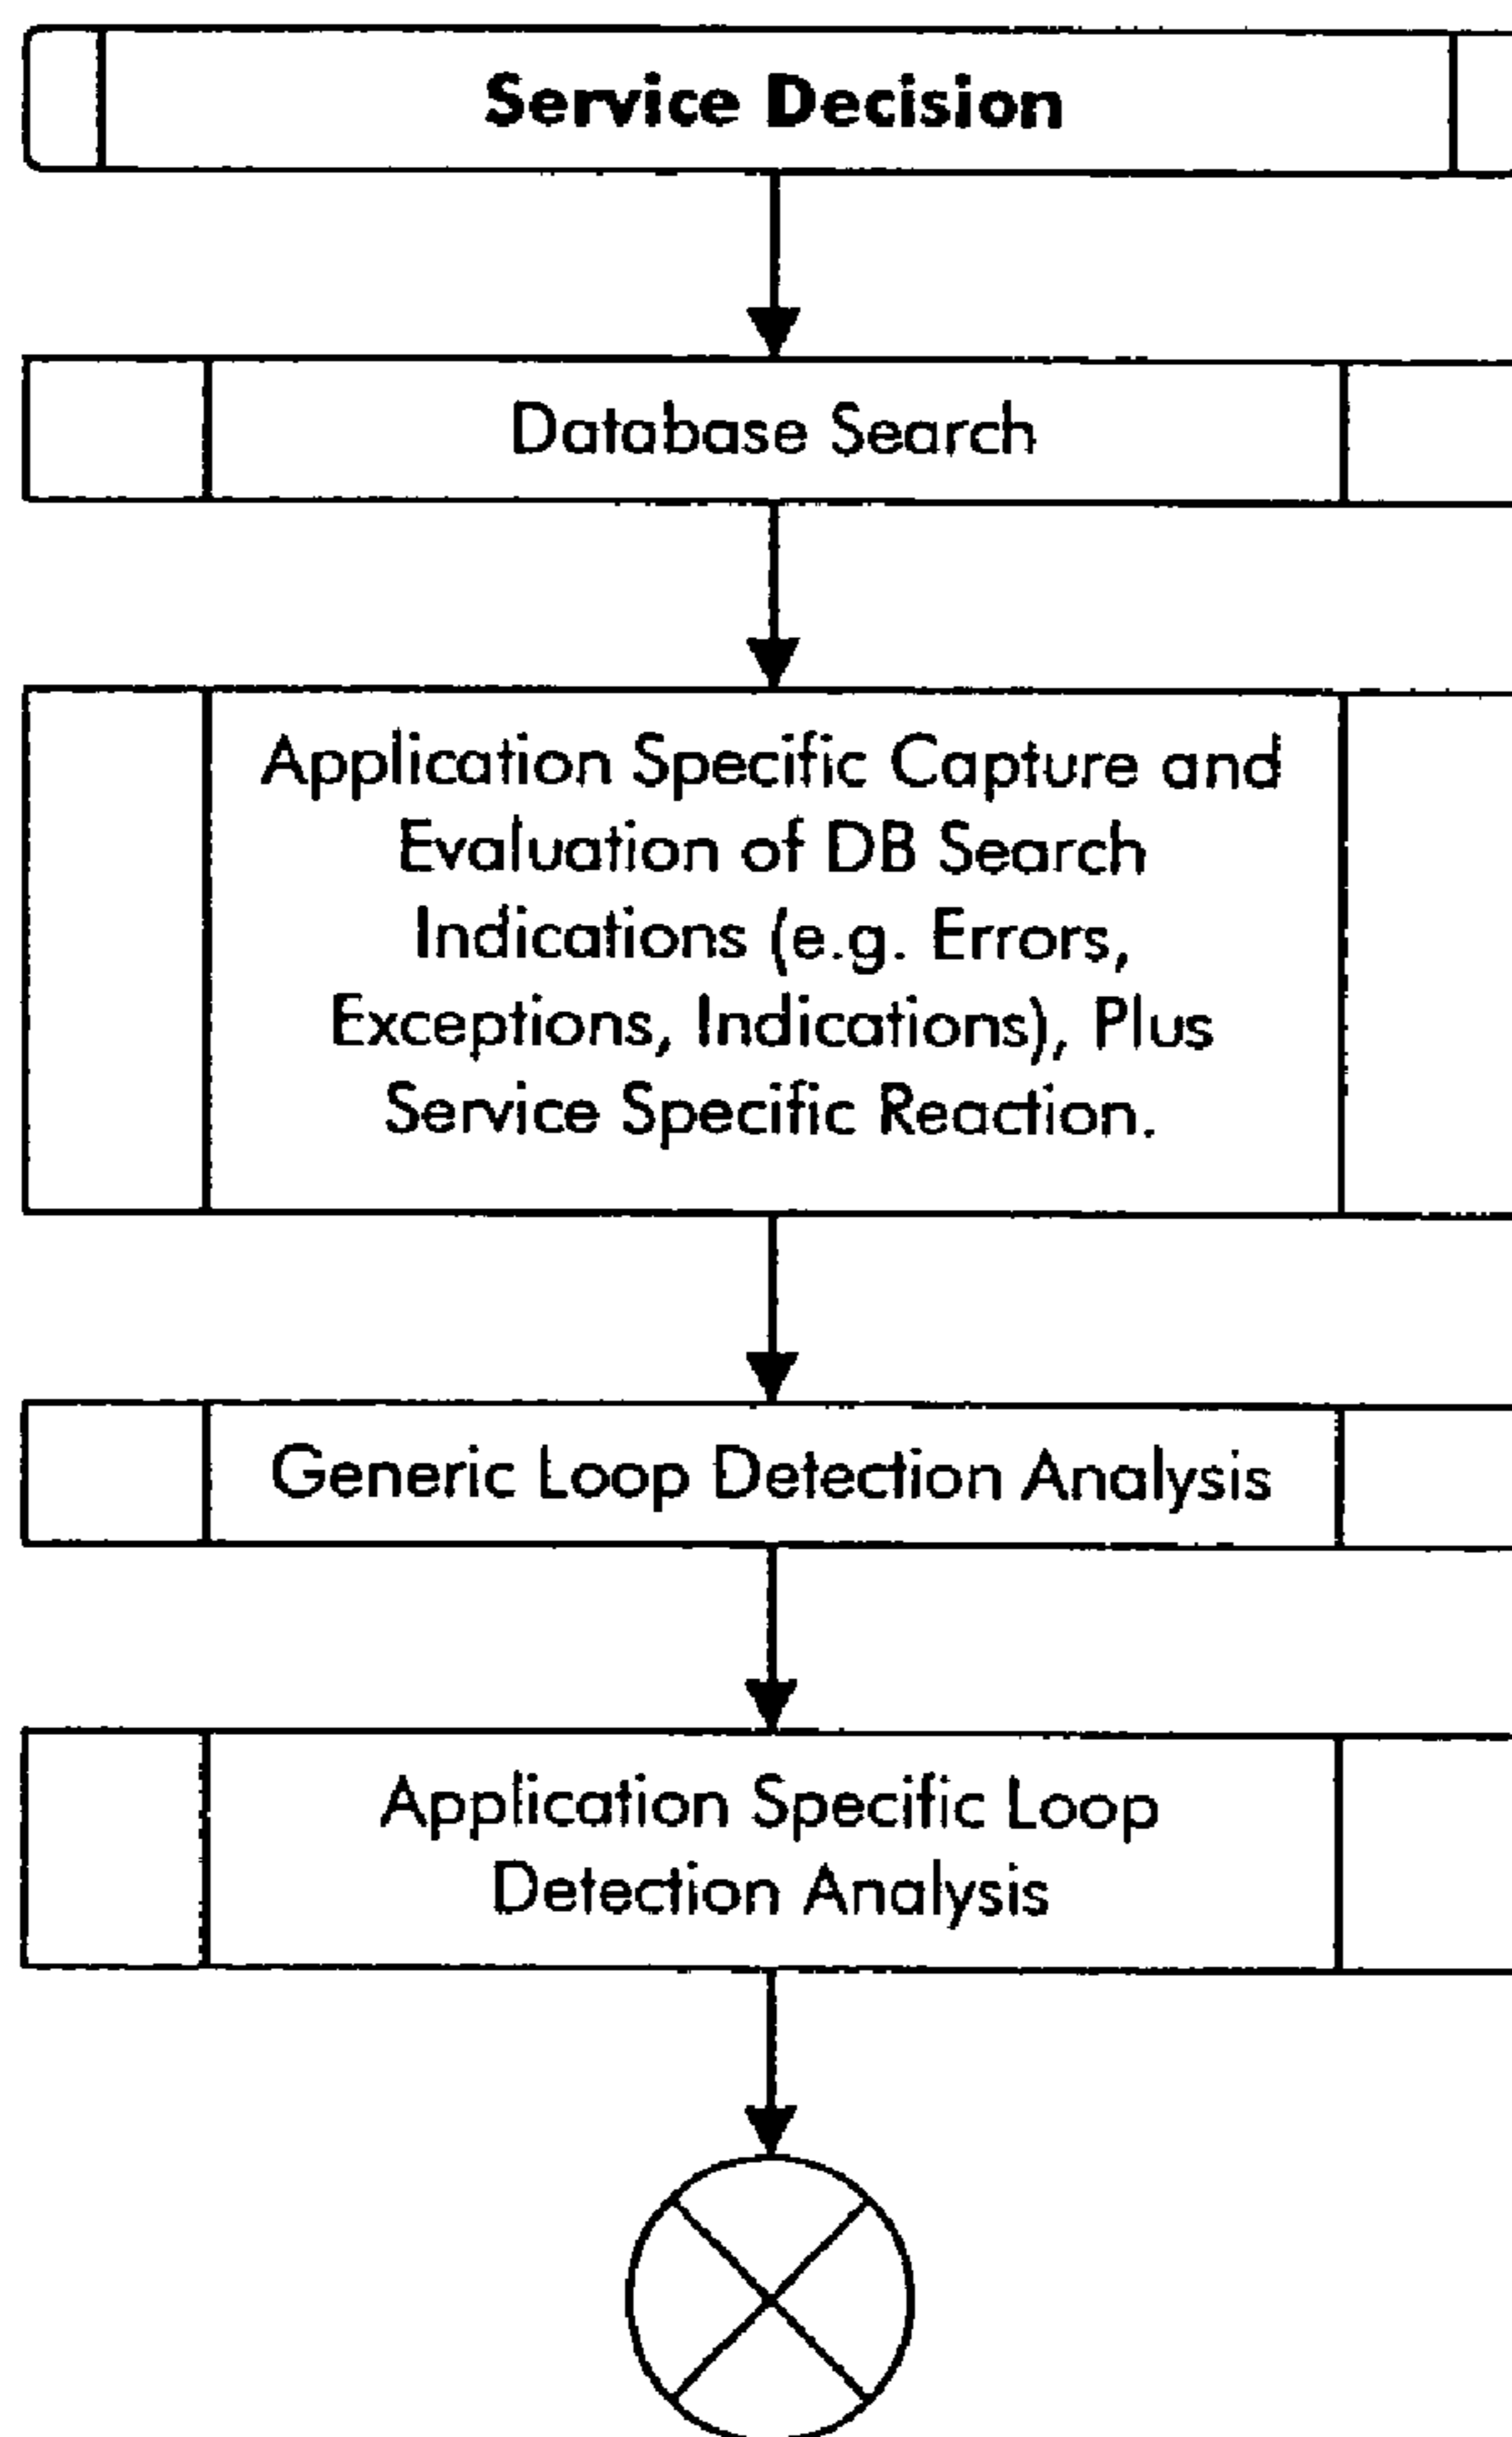 Service Decision
Database Search
Application Specific Capture and
Evaluation of DB Search
Indications (e.g. Errors,
Exceptions, Indications), Plus
Service Specific Reaction.
Generic Loop Detection Analysis
Application Specific Loop
Detection Analysis